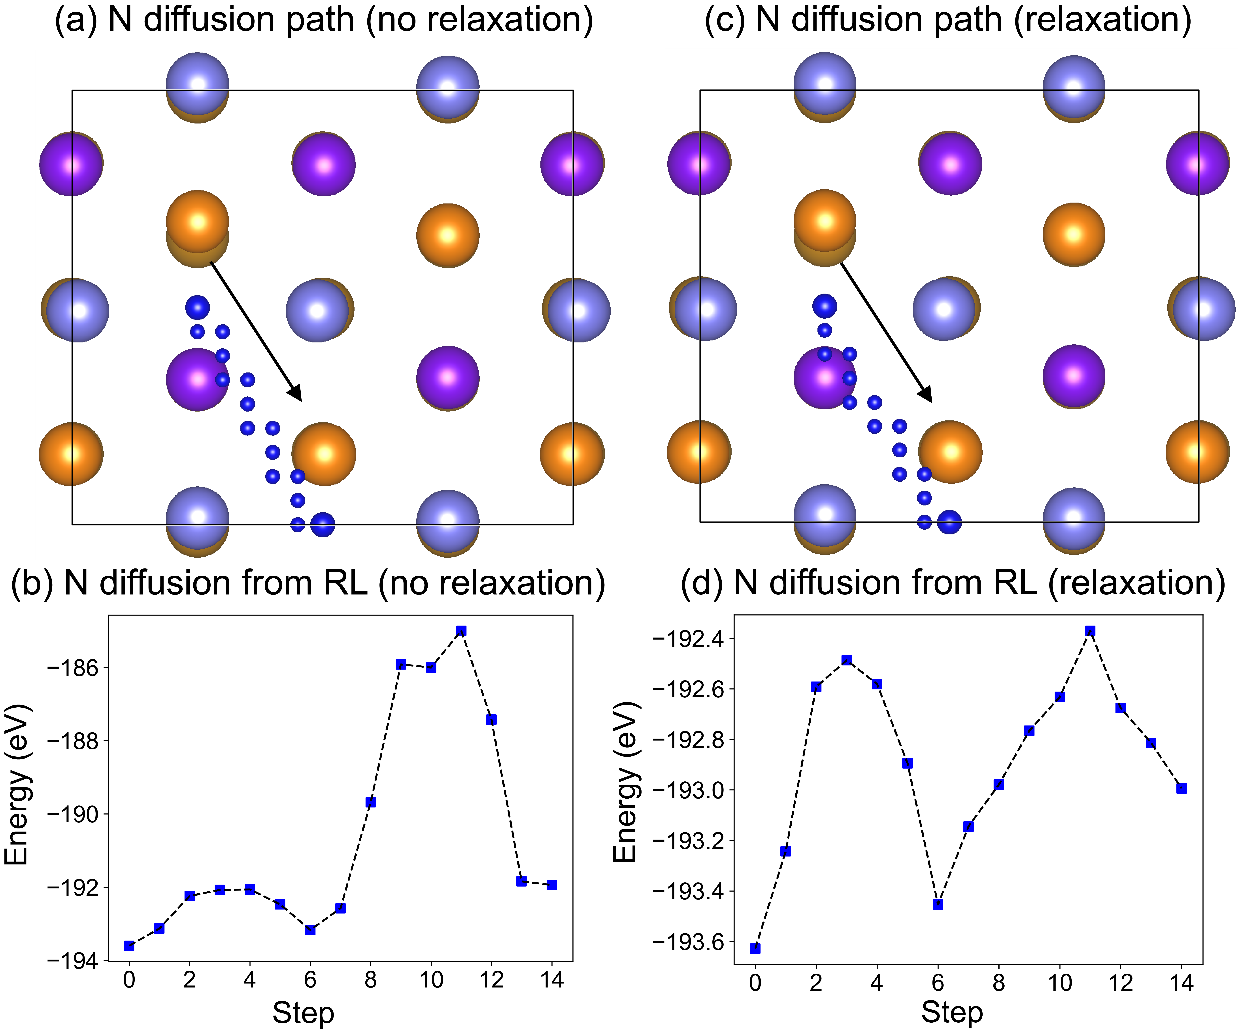 (a) N diffusion path (no relaxation)
(c) N diffusion path (relaxation)
(b) N diffusion from RL (no relaxation)
(d) N diffusion from RL (relaxation)
−186
−188
−190
−192
−194
Energy (eV)
0 2 4 6 8 10 12 14
Step
−192.4
−192.6
−192.8
−193.0
−193.2
−193.4
−193.6
Energy (eV)
0 2 4 6 8 10 12 14
Step